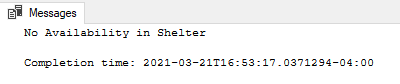 Messages
No Availability in Shelter
Completion time: 2021-03-21T16:53:17.0371294-04:00